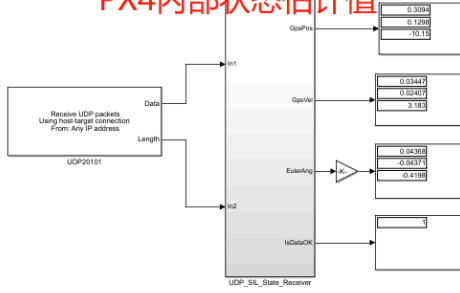 PX4内部状态估计值
GpsPos
0.3094
0.1298
-10.15
In1
Data
Receive UDP packets
Using host-target connection
From: Any IP address
Length
UDP20101
GpsVel
0.03447
0.02407
3.183
EulerAng
-K-
0.04368
-0.04371
-0.4198
In2
IsDataOK
1
UDP_SIL_State_Receiver